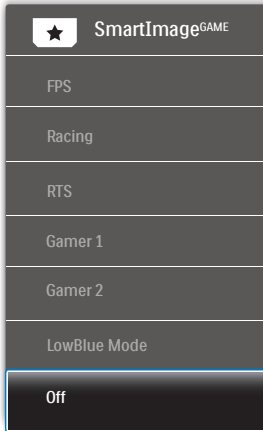 SmartImageGAME
FPS
Racing
RTS
Gamer 1
Gamer 2
LowBlue Mode
Off